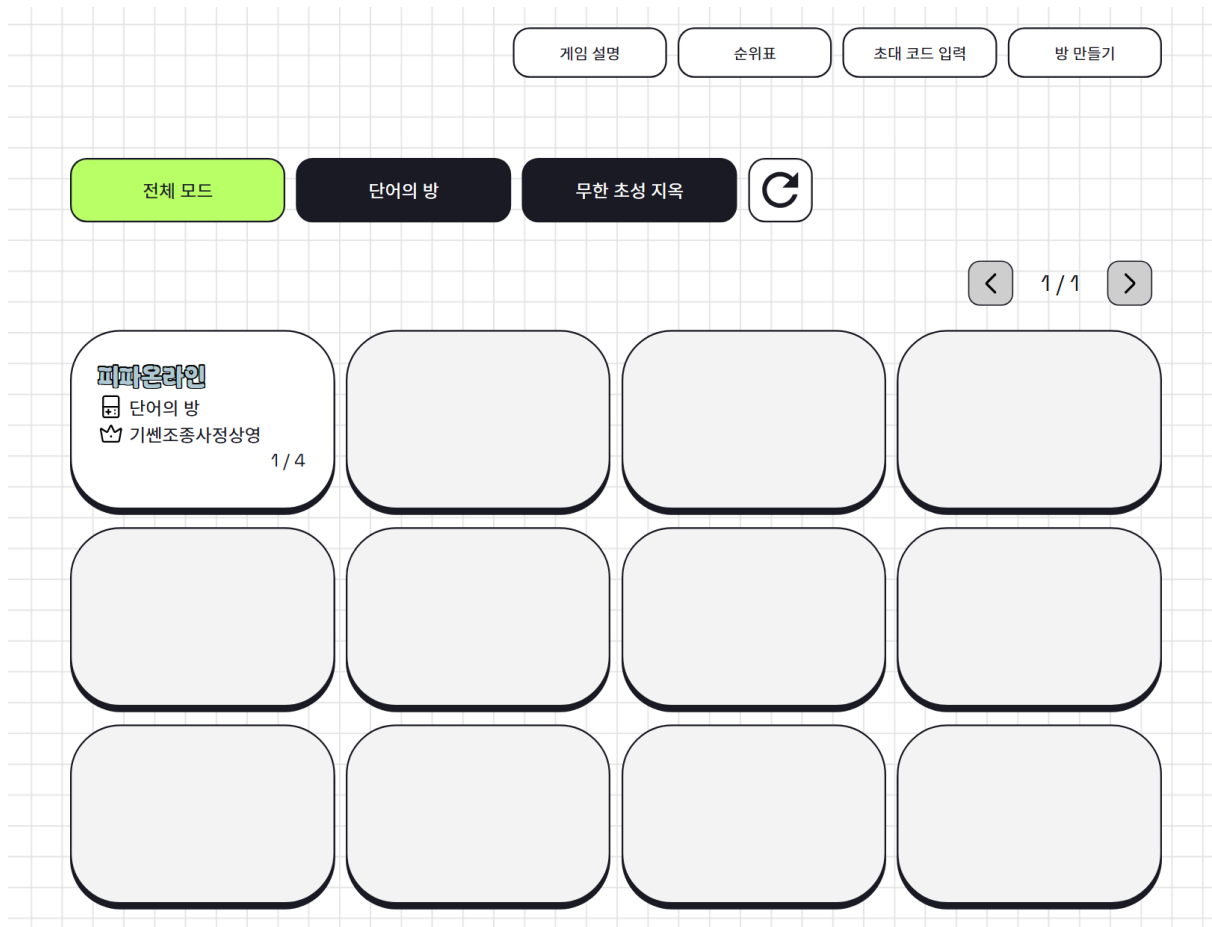 게임 설명
순위표
초대 코드 입력
방 만들기
전체 모드
단어의 방
무한 초성 지옥
1 / 1
피파온라인
단어의 방
기쎈조종사정상영
1 / 4